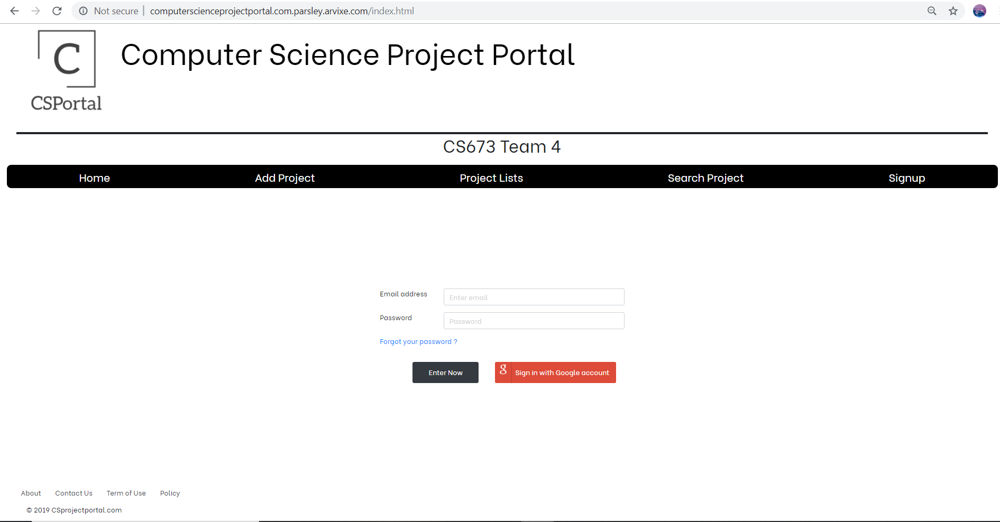 Not secure | computerscienceprojectportal.com.parsley.arvixe.com/index.html
C
CSPortal
Computer Science Project Portal
CS673 Team 4
Home Add Project Project Lists Search Project Signup
Email address Enter email
Password Password
Forgot your password ?
Enter Now g Sign in with Google account
About Contact Us Term of Use Policy
© 2019 CSprojectportal.com